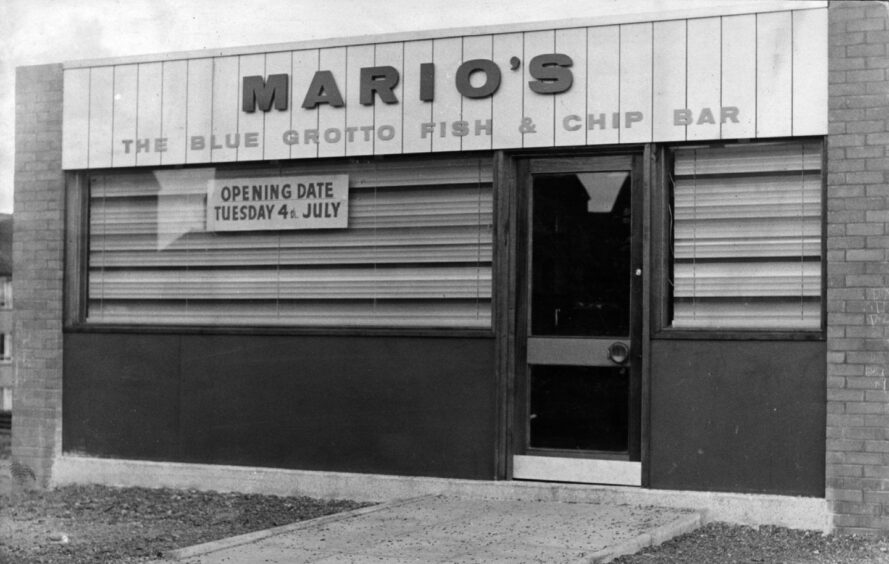 MARIO'S
THE BLUE GROTTO FISH & CHIP BAR
OPENING DATE
TUESDAY 4th JULY